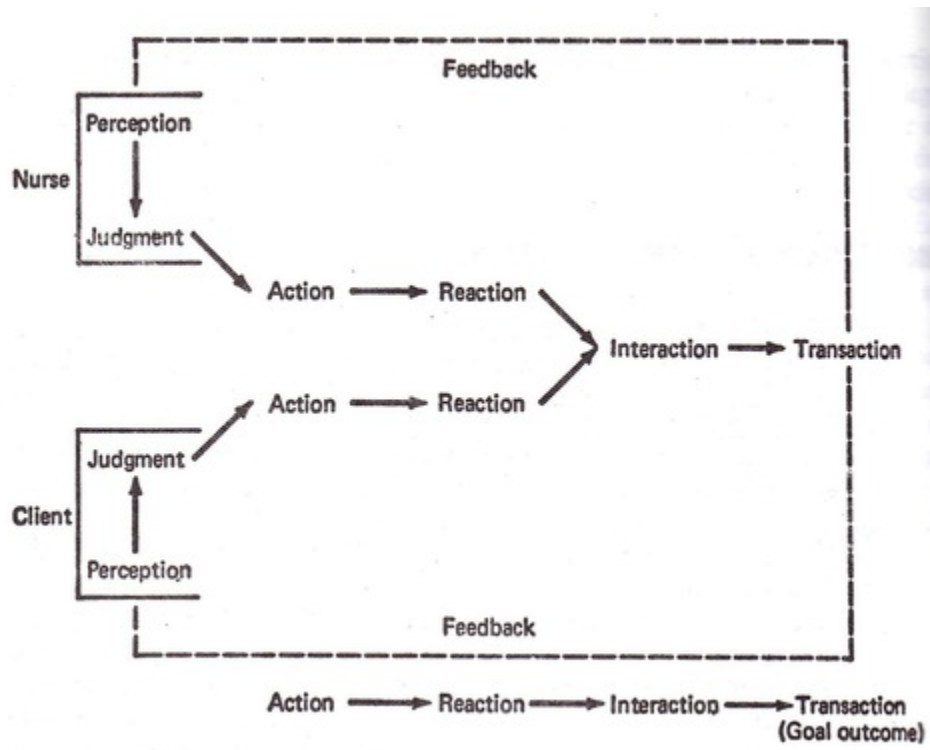 Feedback
Perception
Nurse
Judgment
Action Reaction
Interaction Transaction
Action Reaction
Judgment
Client
Perception
Feedback
Action Reaction Interaction Transaction
(Goal outcome)